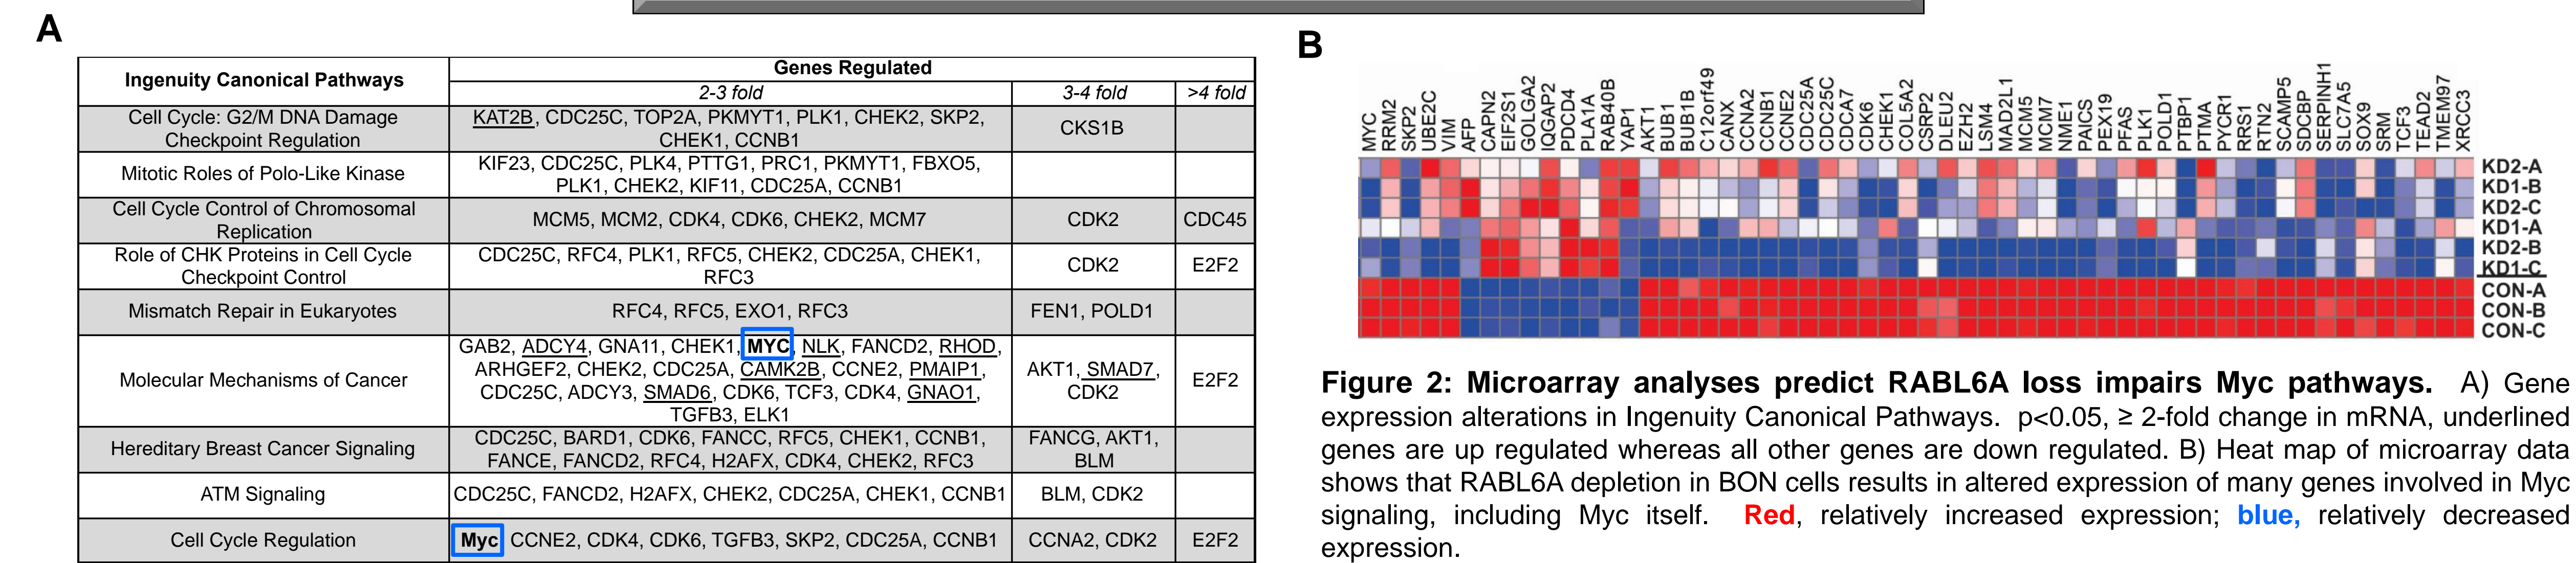 A
Ingenuity Canonical Pathways
Genes Regulated
2-3 fold
3-4 fold
>4 fold
Cell Cycle: G2/M DNA Damage
Checkpoint Regulation
KAT2B, CDC25C, TOP2A, PKMYT1, PLK1, CHEK2, SKP2,
CHEK1, CCNB1
CKS1B
Mitotic Roles of Polo-Like Kinase
KIF23, CDC25C, PLK4, PTTG1, PRC1, PKMYT1, FBXO5,
PLK1, CHEK2, KIF11, CDC25A, CCNB1
Cell Cycle Control of Chromosomal
Replication
MCM5, MCM2, CDK4, CDK6, CHEK2, MCM7
CDK2
CDC45
Role of CHK Proteins in Cell Cycle
Checkpoint Control
CDC25C, RFC4, PLK1, RFC5, CHEK2, CDC25A, CHEK1,
RFC3
CDK2
E2F2
Mismatch Repair in Eukaryotes
RFC4, RFC5, EXO1, RFC3
FEN1, POLD1
Molecular Mechanisms of Cancer
GAB2, ADCY4, GNA11, CHEK1, MYC, NLK, FANCD2, RHOD,
ARHGEF2, CHEK2, CDC25A, CAMK2B, CCNE2, PMAIP1,
CDC25C, ADCY3, SMAD6, CDK6, TCF3, CDK4, GNAO1,
TGFB3, ELK1
AKT1, SMAD7,
CDK2
E2F2
Hereditary Breast Cancer Signaling
CDC25C, BARD1, CDK6, FANCC, RFC5, CHEK1, CCNB1,
FANCE, FANCD2, RFC4, H2AFX, CDK4, CHEK2, RFC3
FANCG, AKT1,
BLM
ATM Signaling
CDC25C, FANCD2, H2AFX, CHEK2, CDC25A, CHEK1, CCNB1
BLM, CDK2
Cell Cycle Regulation
Myc CCNE2, CDK4, CDK6, TGFB3, SKP2, CDC25A, CCNB1
CCNA2, CDK2
E2F2
B
MYC
RRM2
SKP2
UBE2C
VIM
AFP
CAPN2
EIF2S1
GOLGA2
IQGAP2
PDCD4
PLA1A
RAB40B
YAP1
AKT1
BUB1
BUB1B
C12orf49
CANX
CCNA2
CCNB1
CCNE2
CDC25A
CDC25C
CDCA7
CDK6
CHEK1
COL5A2
CSRP2
DLEU2
EZH2
LSM4
MAD2L1
MCM5
MCM7
NME1
PAICS
PEX19
PFAS
PLK1
POLD1
PTBP1
PTMA
PYCR1
RRS1
RTN2
SCAMP5
SDCBP
SERPINH1
SLC7A5
SOX9
SRM
TCF3
TEAD2
TMEM97
XRCC3
KD2-A
KD1-B
KD2-C
KD1-A
KD2-B
KD1-C
CON-A
CON-B
CON-C
Figure 2: Microarray analyses predict RABL6A loss impairs Myc pathways. A) Gene
expression alterations in Ingenuity Canonical Pathways. p<0.05, ≥ 2-fold change in mRNA, underlined
genes are up regulated whereas all other genes are down regulated. B) Heat map of microarray data
shows that RABL6A depletion in BON cells results in altered expression of many genes involved in Myc
signaling, including Myc itself. Red, relatively increased expression; blue, relatively decreased
expression.